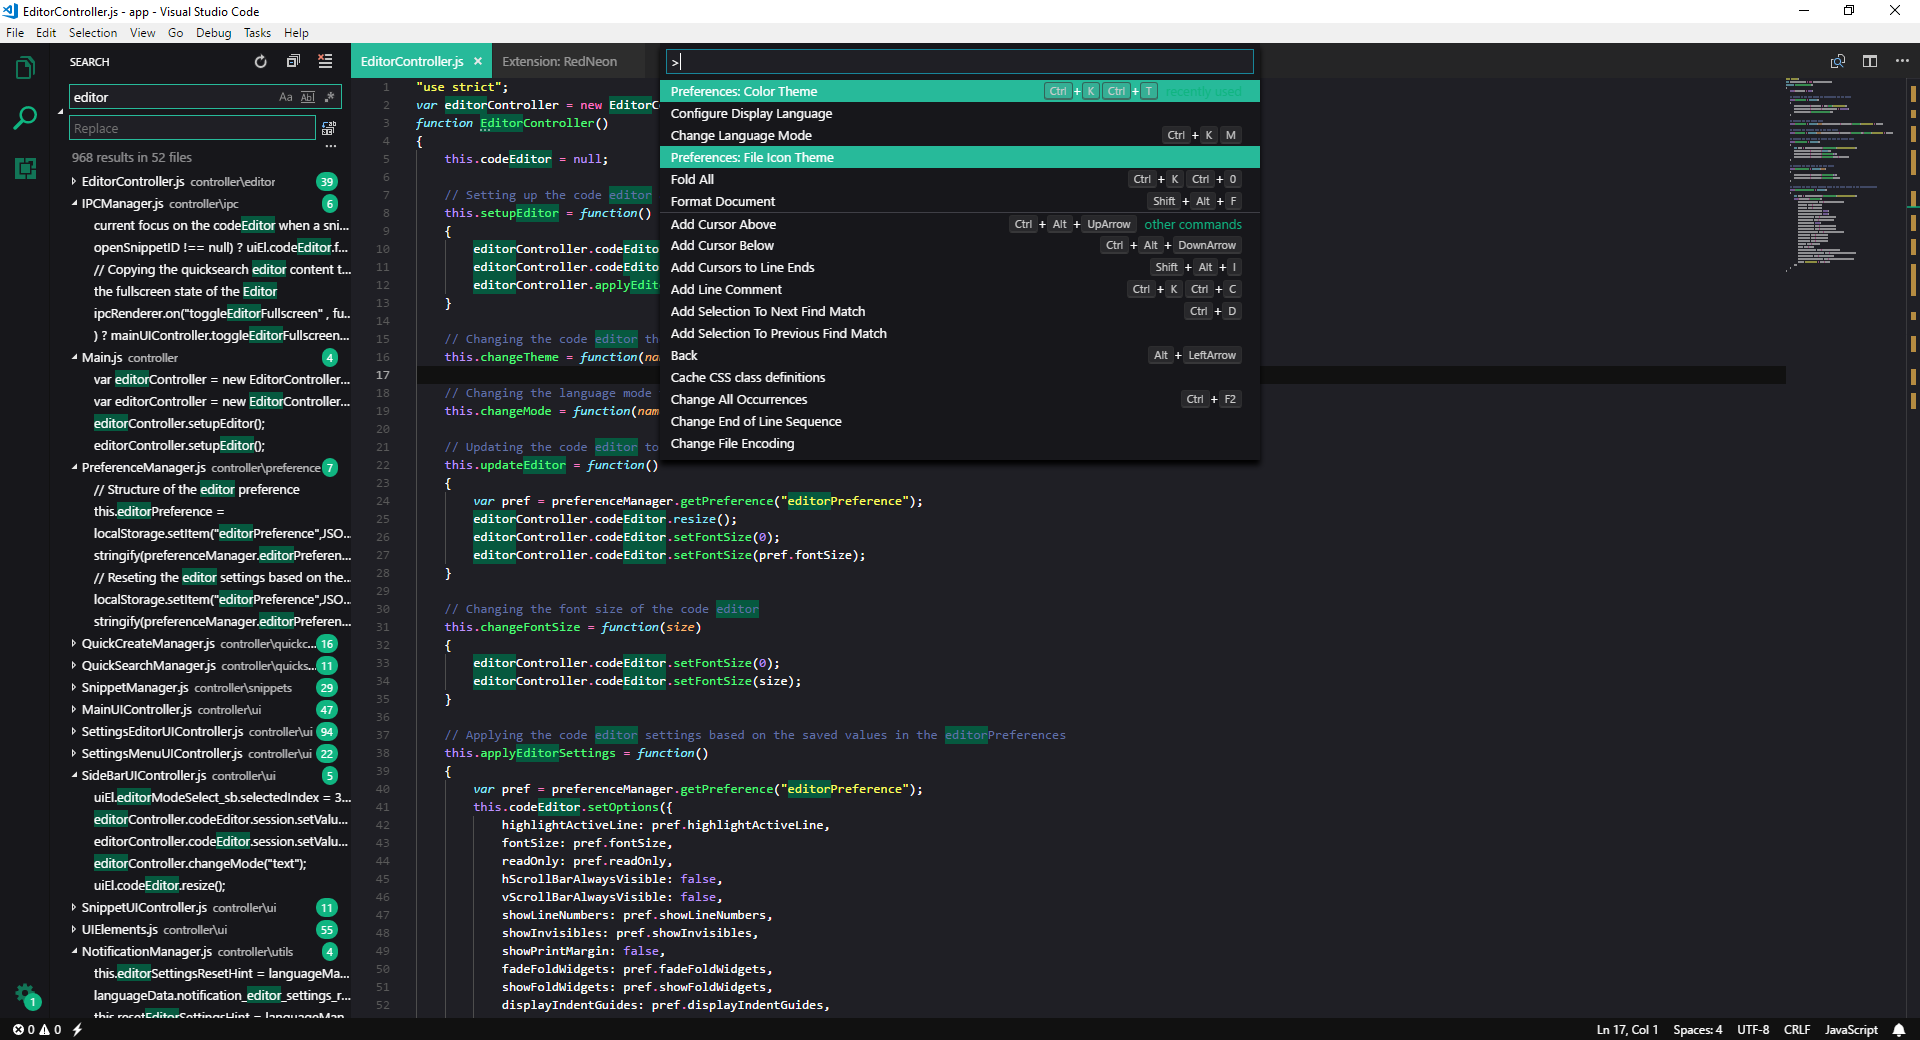 EditorController.js - app - Visual Studio Code
File Edit Selection View Go Debug Tasks Help
SEARCH
editor
Aa Abl .*
Replace
968 results in 52 files
EditorController.js controller\editor 39
IPCManager.js controller\ipc 6
current focus on the codeEditor when a sni...
openSnippetID !== null) ? uiEl.codeEditor.f...
// Copying the quicksearch editor content t...
the fullscreen state of the Editor
ipcRenderer.on("toggleEditorFullscreen" , fu...
) ? mainUIController.toggleEditorFullscreen...
Main.js controller 4
var editorController = new EditorController...
var editorController = new EditorController...
editorController.setupEditor();
editorController.setupEditor();
PreferenceManager.js controller\preference 7
// Structure of the editor preference
this.editorPreference =
localStorage.setItem("editorPreference",JSO...
stringify(preferenceManager.editorPreferen...
// Reseting the editor settings based on the...
localStorage.setItem("editorPreference",JSO...
stringify(preferenceManager.editorPreferen...
QuickCreateManager.js controller\quickc... 16
QuickSearchManager.js controller\quicks... 11
SnippetManager.js controller\snippets 29
MainUIController.js controller\ui 47
SettingsEditorUIController.js controller\ui 94
SettingsMenuUIController.js controller\ui 22
SideBarUIController.js controller\ui 5
uiEl.editorModeSelect_sb.selectedIndex = 3...
editorController.codeEditor.session.setValu...
editorController.codeEditor.session.setValu...
editorController.changeMode("text");
uiEl.codeEditor.resize();
SnippetUIController.js controller\ui 11
UIElements.js controller\ui 55
NotificationManager.js controller\utils 4
this.editorSettingsResetHint = languageMa...
languageData.notification_editor_settings_r...
this.resetEditorSettingsHint = languageMan...
1
EditorController.js × Extension: RedNeon
1 "use strict";
2 var editorController = new EditorC
3 function EditorController()
4 {
5 this.codeEditor = null;
6
7 // Setting up the code editor
8 this.setupEditor = function()
9 {
10 editorController.codeEdito
11 editorController.codeEdito
12 editorController.applyEdit
13 }
14
15 // Changing the code editor th
16 this.changeTheme = function(na
17
18 // Changing the language mode
19 this.changeMode = function(nam
20
21 // Updating the code editor to
22 this.updateEditor = function()
23 {
24 var pref = preferenceManager.getPreference("editorPreference");
25 editorController.codeEditor.resize();
26 editorController.codeEditor.setFontSize(0);
27 editorController.codeEditor.setFontSize(pref.fontSize);
28 }
29
30 // Changing the font size of the code editor
31 this.changeFontSize = function(size)
32 {
33 editorController.codeEditor.setFontSize(0);
34 editorController.codeEditor.setFontSize(size);
35 }
36
37 // Applying the code editor settings based on the saved values in the editorPreferences
38 this.applyEditorSettings = function()
39 {
40 var pref = preferenceManager.getPreference("editorPreference");
41 this.codeEditor.setOptions({
42 highlightActiveLine: pref.highlightActiveLine,
43 fontSize: pref.fontSize,
44 readOnly: pref.readOnly,
45 hScrollBarAlwaysVisible: false,
46 vScrollBarAlwaysVisible: false,
47 showLineNumbers: pref.showLineNumbers,
48 showInvisibles: pref.showInvisibles,
49 showPrintMargin: false,
50 fadeFoldWidgets: pref.fadeFoldWidgets,
51 showFoldWidgets: pref.showFoldWidgets,
52 displayIndentGuides: pref.displayIndentGuides,
>
Preferences: Color Theme Ctrl + K Ctrl + T recently used
Configure Display Language
Change Language Mode Ctrl + K M
Preferences: File Icon Theme
Fold All Ctrl + K Ctrl + 0
Format Document Shift + Alt + F
Add Cursor Above Ctrl + Alt + UpArrow other commands
Add Cursor Below Ctrl + Alt + DownArrow
Add Cursors to Line Ends Shift + Alt + I
Add Line Comment Ctrl + K Ctrl + C
Add Selection To Next Find Match Ctrl + D
Add Selection To Previous Find Match
Back Alt + LeftArrow
Cache CSS class definitions
Change All Occurrences Ctrl + F2
Change End of Line Sequence
Change File Encoding
0 0 Ln 17, Col 1 Spaces: 4 UTF-8 CRLF JavaScript